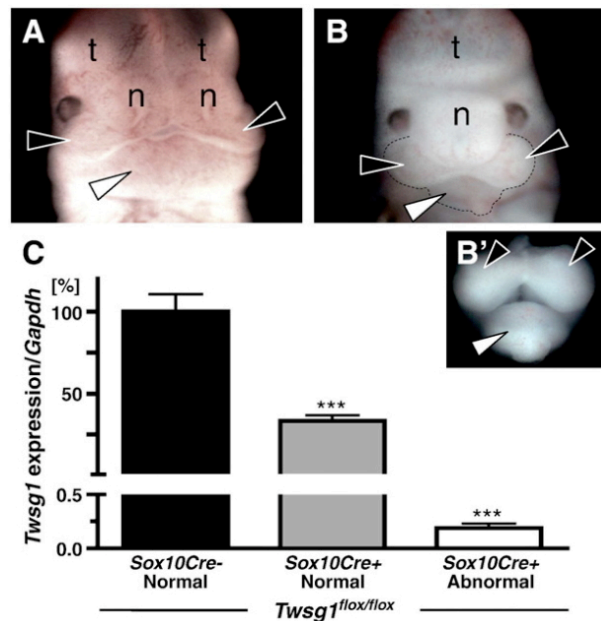 A
t
t
n
n
B
t
n
B'
C
[%]
Twsg1 expression/Gapdh
100
50
0.5
0.0
***
***
Sox10Cre-
Normal
Sox10Cre+
Normal
Sox10Cre+
Abnormal
Twsg1flox/flox